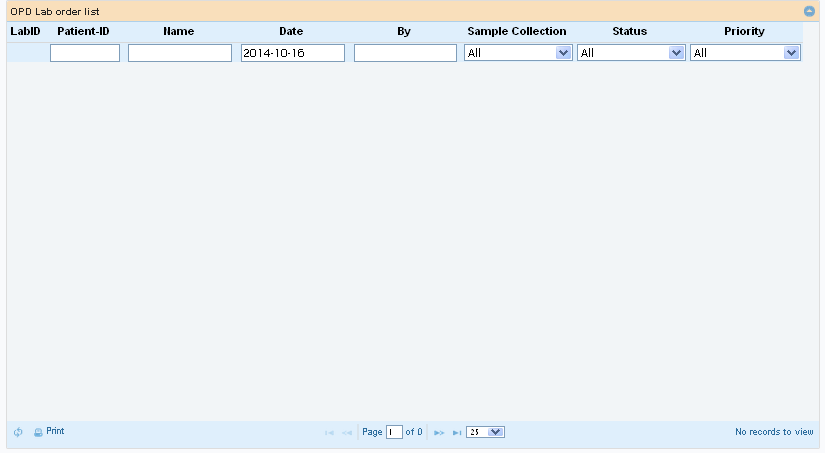 OPD Lab order list
LabID Patient-ID Name Date By Sample Collection Status Priority
2014-10-16 All All All
Print Page 1 of 0 25 No records to view